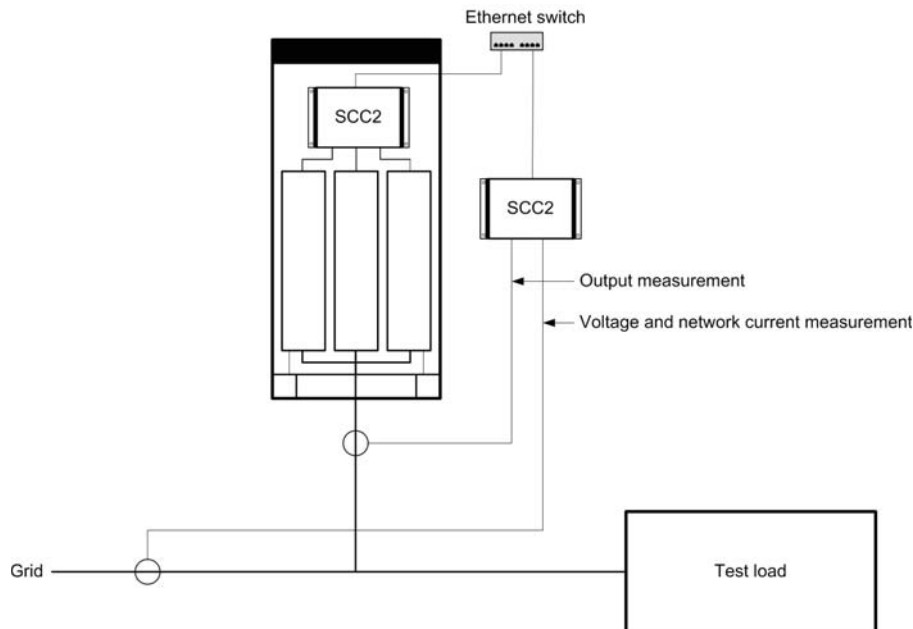 Ethernet switch
SCC2
SCC2
Output measurement
Voltage and network current measurement
Grid
Test load